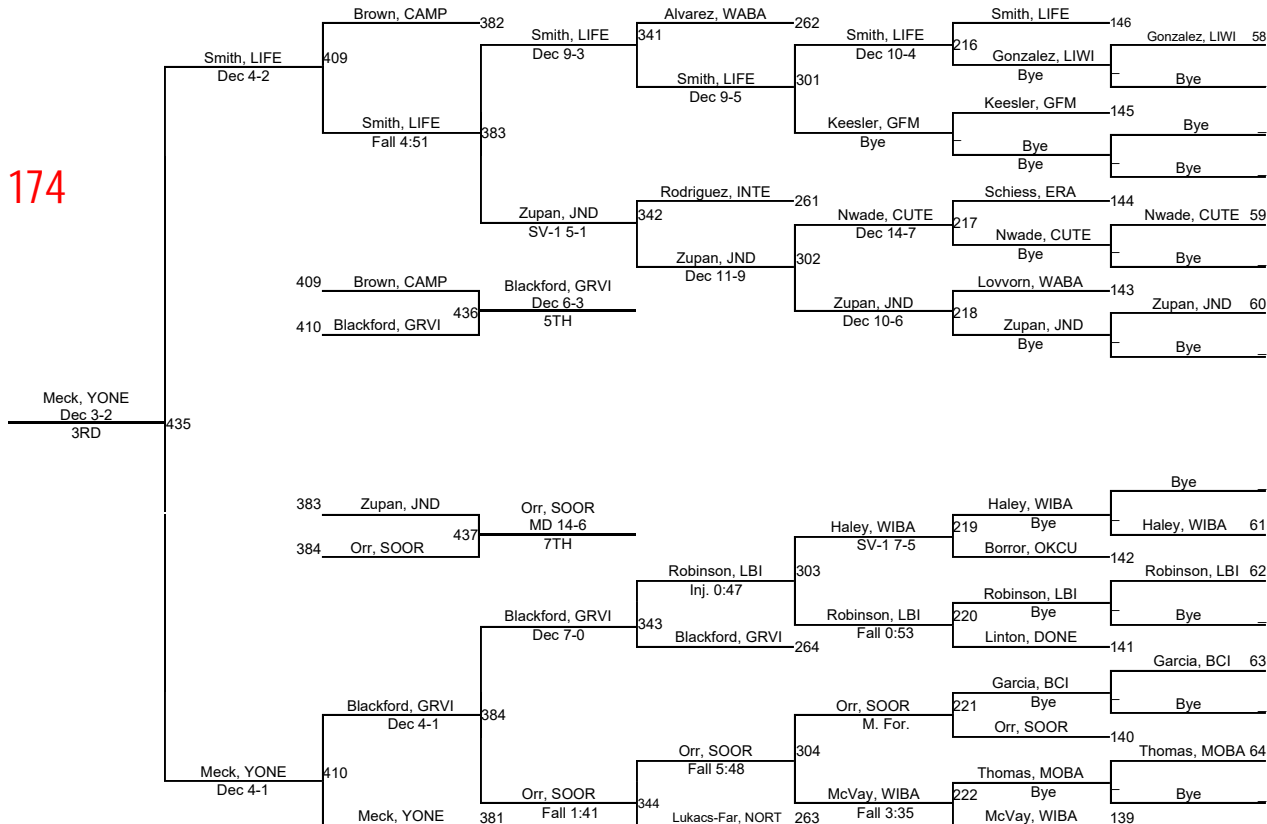 Brown, CAMP 382 Alvarez, WABA 262 Smith, LIFE 146
Smith, LIFE 341 Smith, LIFE 216 Gonzalez, LIWI 58
Smith, LIFE 409 Dec 9-3 Dec 10-4 Gonzalez, LIWI
Dec 4-2 Smith, LIFE 301 Bye Bye
Dec 9-5
Keesler, GFM 145
Smith, LIFE 383 Keesler, GFM Bye
Fall 4:51 Bye Bye
Bye Bye
174
Rodriguez, INTE 261 Schiess, ERA 144
Zupan, JND 342 Nwade, CUTE 217 Nwade, CUTE 59
SV-1 5-1 Dec 14-7 Nwade, CUTE
Zupan, JND 302 Bye Bye
Dec 11-9
409 Brown, CAMP Blackford, GRVI Lovvorn, WABA 143
436 Dec 6-3 Zupan, JND 218 Zupan, JND 60
410 Blackford, GRVI 5TH Dec 10-6 Zupan, JND
Bye Bye
Meck, YONE
Dec 3-2 435
3RD
Bye
383 Zupan, JND Orr, SOOR Haley, WIBA
437 MD 14-6 Haley, WIBA 219 Bye Haley, WIBA 61
384 Orr, SOOR 7TH SV-1 7-5 Borror, OKCU 142
Robinson, LBI 303 Robinson, LBI 62
Inj. 0:47 Robinson, LBI
Blackford, GRVI 343 Robinson, LBI 220 Bye Bye
Dec 7-0 Blackford, GRVI 264 Fall 0:53 Linton, DONE 141
Garcia, BCI 63
Garcia, BCI
Blackford, GRVI 384 Orr, SOOR 221 Bye Bye
Dec 4-1 M. For. Orr, SOOR 140
Orr, SOOR 304 Thomas, MOBA 64
Meck, YONE 410 Fall 5:48 Thomas, MOBA
Dec 4-1 Orr, SOOR 344 McVay, WIBA 222 Bye Bye
Meck, YONE 381 Fall 1:41 Lukacs-Far, NORT 263 Fall 3:35 McVay, WIBA 139